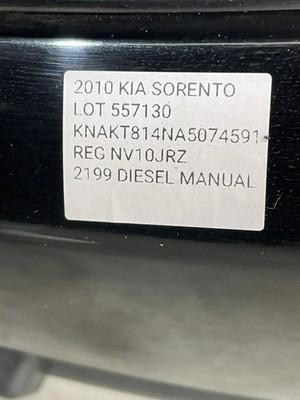 2010 KIA SORENTO
LOT 557130
KNAKT814NA5074591
REG NV10JRZ
2199 DIESEL MANUAL